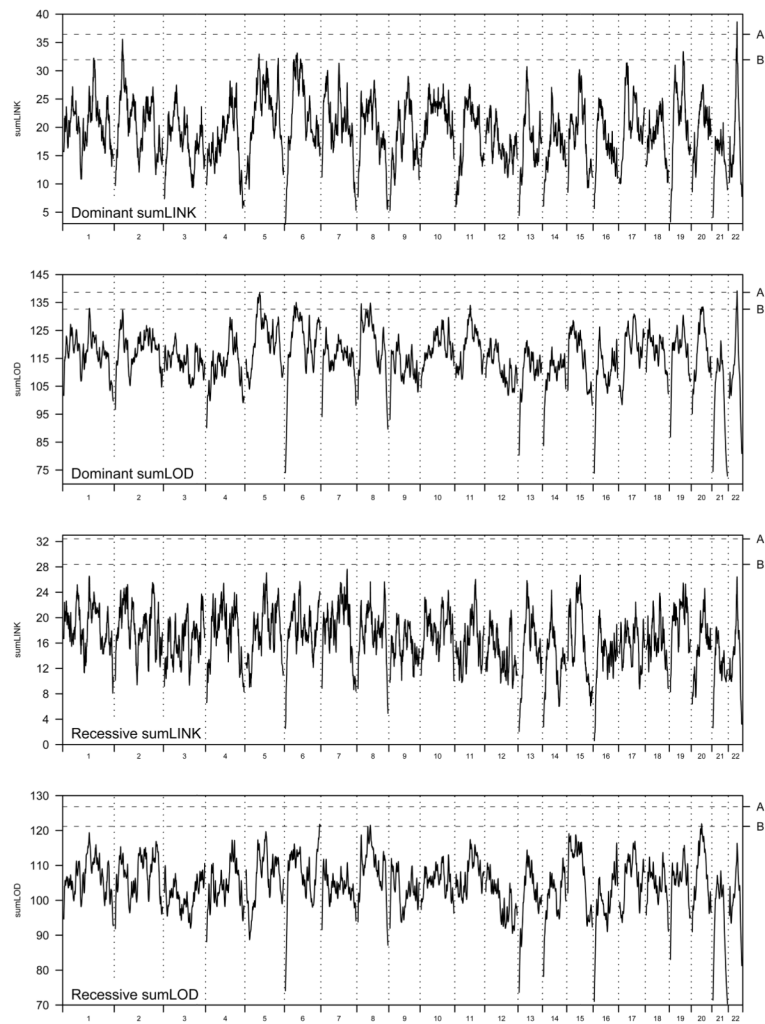 40
35
30
25
20
15
10
5
sumLINK
A
B
Dominant sumLINK
1 2 3 4 5 6 7 8 9 10 11 12 13 14 15 16 17 18 19 20 21 22
145
135
125
115
105
95
85
75
sumLOD
A
B
Dominant sumLOD
1 2 3 4 5 6 7 8 9 10 11 12 13 14 15 16 17 18 19 20 21 22
32
28
24
20
16
12
8
4
0
sumLINK
A
B
Recessive sumLINK
1 2 3 4 5 6 7 8 9 10 11 12 13 14 15 16 17 18 19 20 21 22
130
120
110
100
90
80
70
sumLOD
A
B
Recessive sumLOD
1 2 3 4 5 6 7 8 9 10 11 12 13 14 15 16 17 18 19 20 21 22